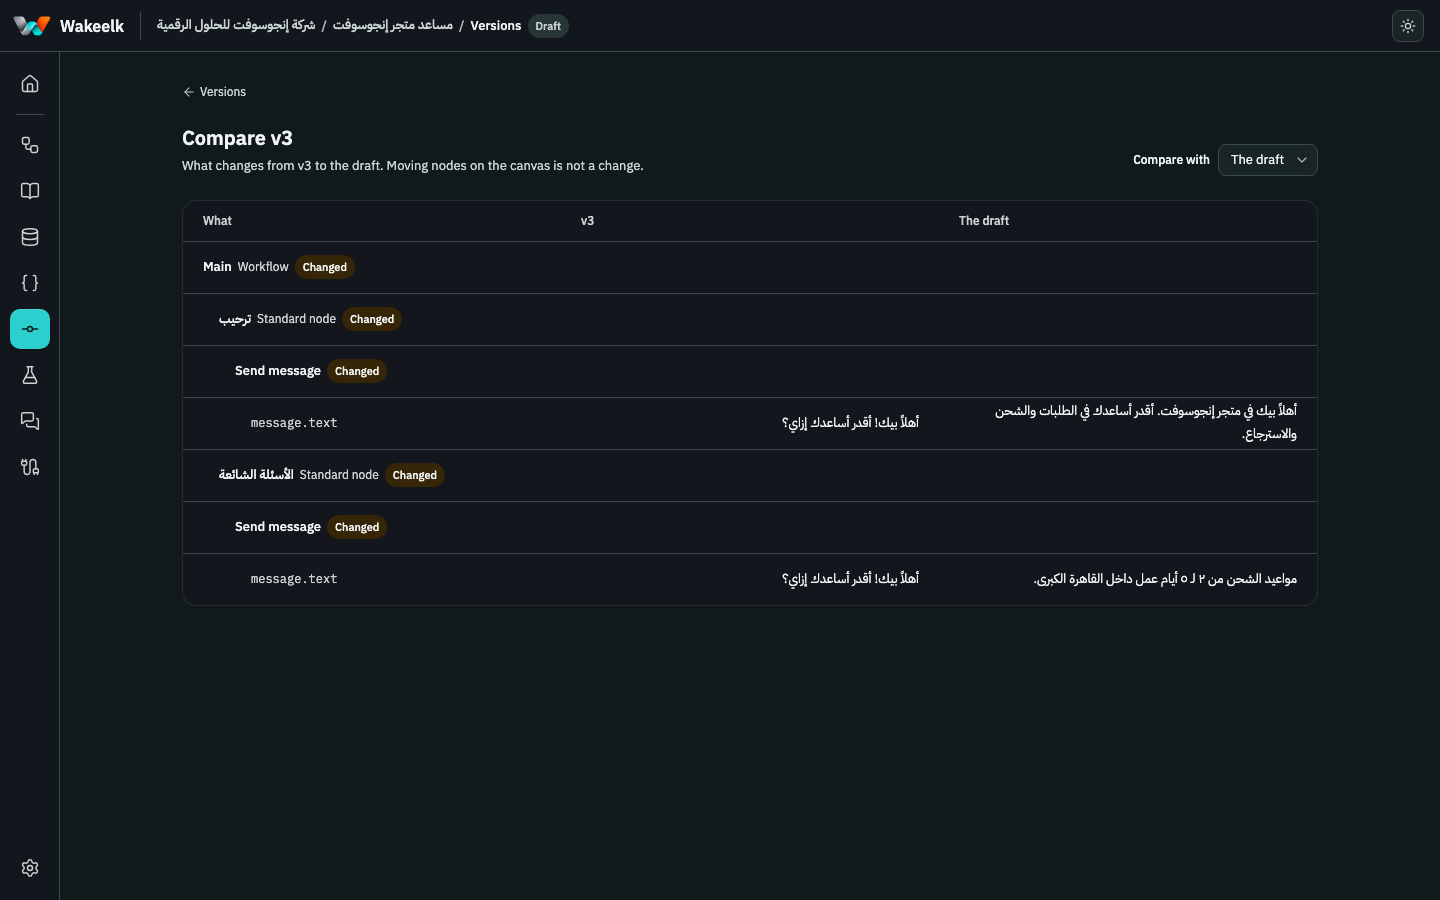 Wakeelk
شركة إنجوسوفت للحلول الرقمية / مساعد متجر إنجوسوفت / Versions Draft
Versions
Compare v3
What changes from v3 to the draft. Moving nodes on the canvas is not a change.
Compare with The draft
What v3 The draft
Main Workflow Changed
ترحيب Standard node Changed
Send message Changed
message.text
أهلاً بيك! أقدر أساعدك إزاي؟
أهلاً بيك في متجر إنجوسوفت. أقدر أساعدك في الطلبات والشحن
والاسترجاع.
الأسئلة الشائعة Standard node Changed
Send message Changed
message.text
أهلاً بيك! أقدر أساعدك إزاي؟
مواعيد الشحن من ٢ لـ ٥ أيام عمل داخل القاهرة الكبرى.